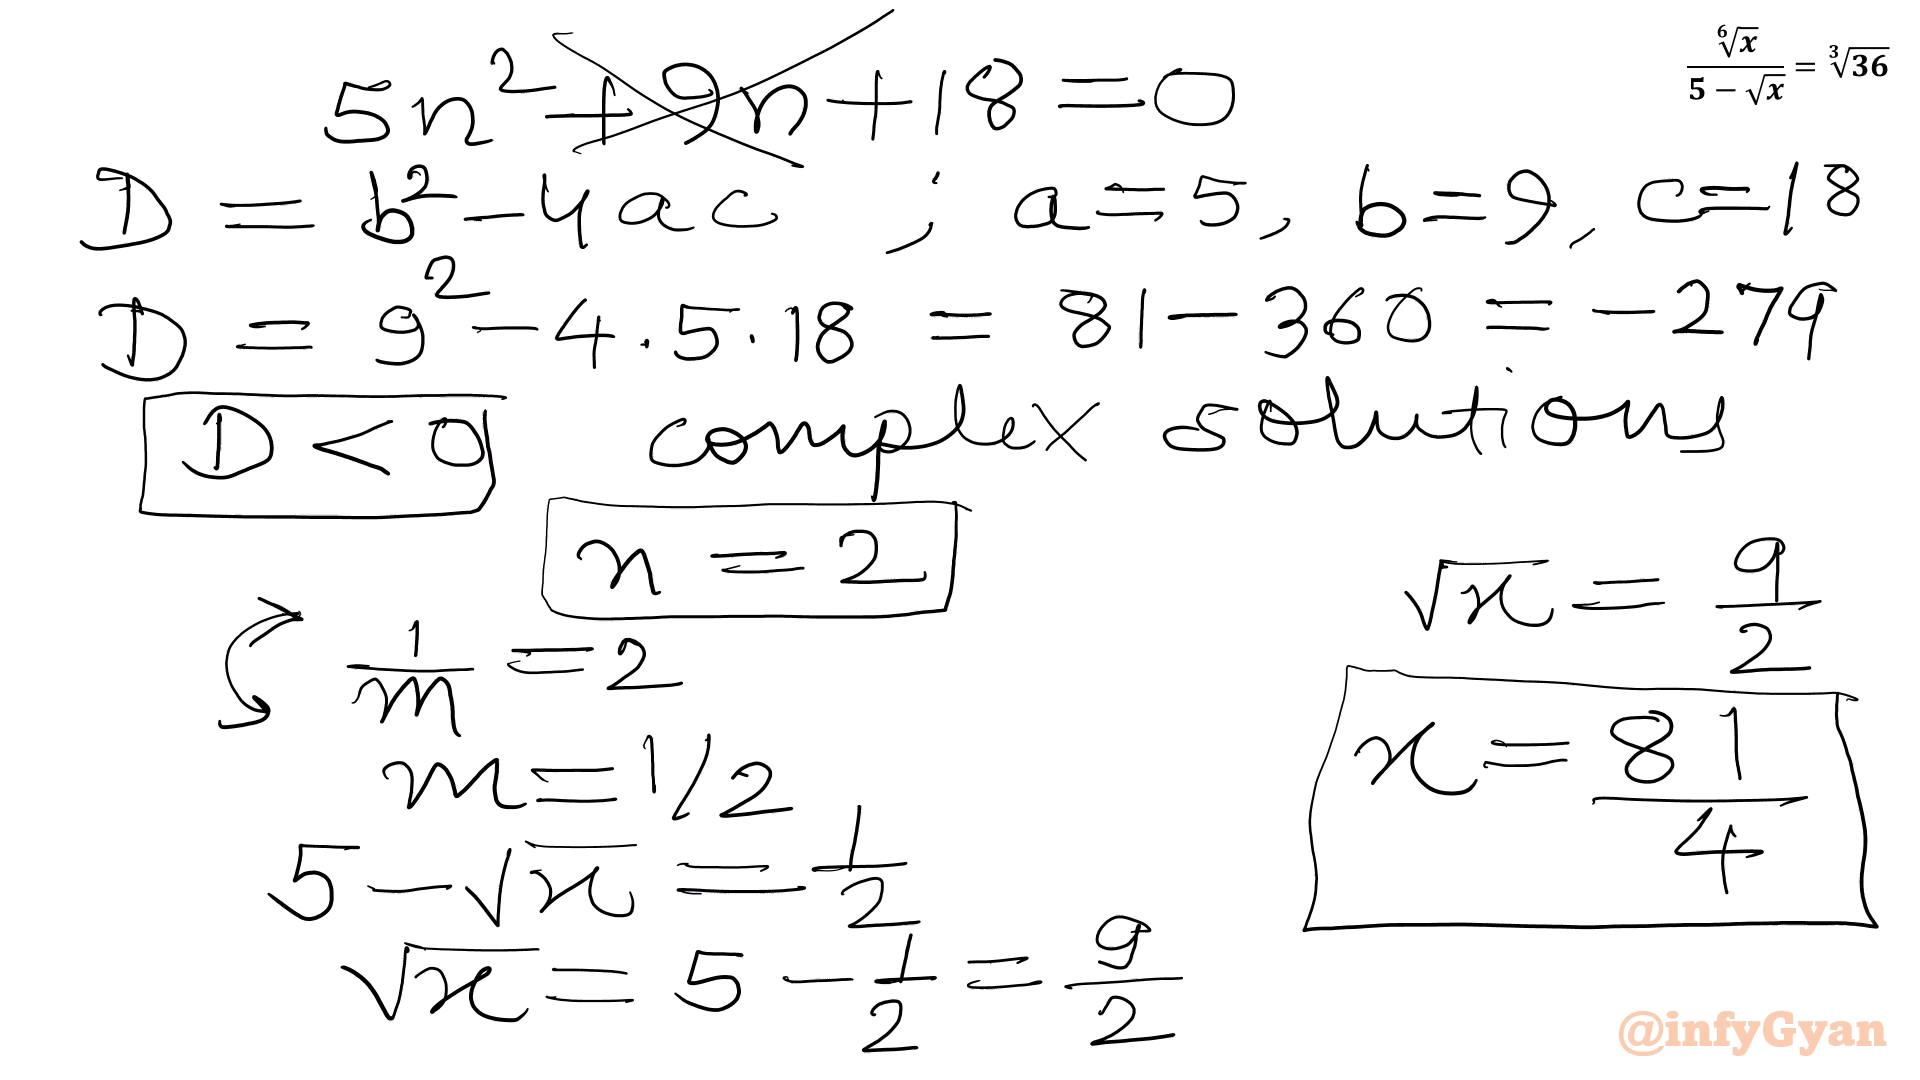 5n² + 9n + 18 = 0
⁶√x / (5 − √x) = ³√36
D = b² − 4ac ; a = 5, b = 9, c = 18
D = 9² − 4 . 5 . 18 = 81 − 360 = −279
D < 0 complex solutions
n = 2
1/m = 2
m = 1/2
5 − √x = 1/2
√x = 5 − 1/2 = 9/2
√x = 9/2
x = 81/4
@infyGyan